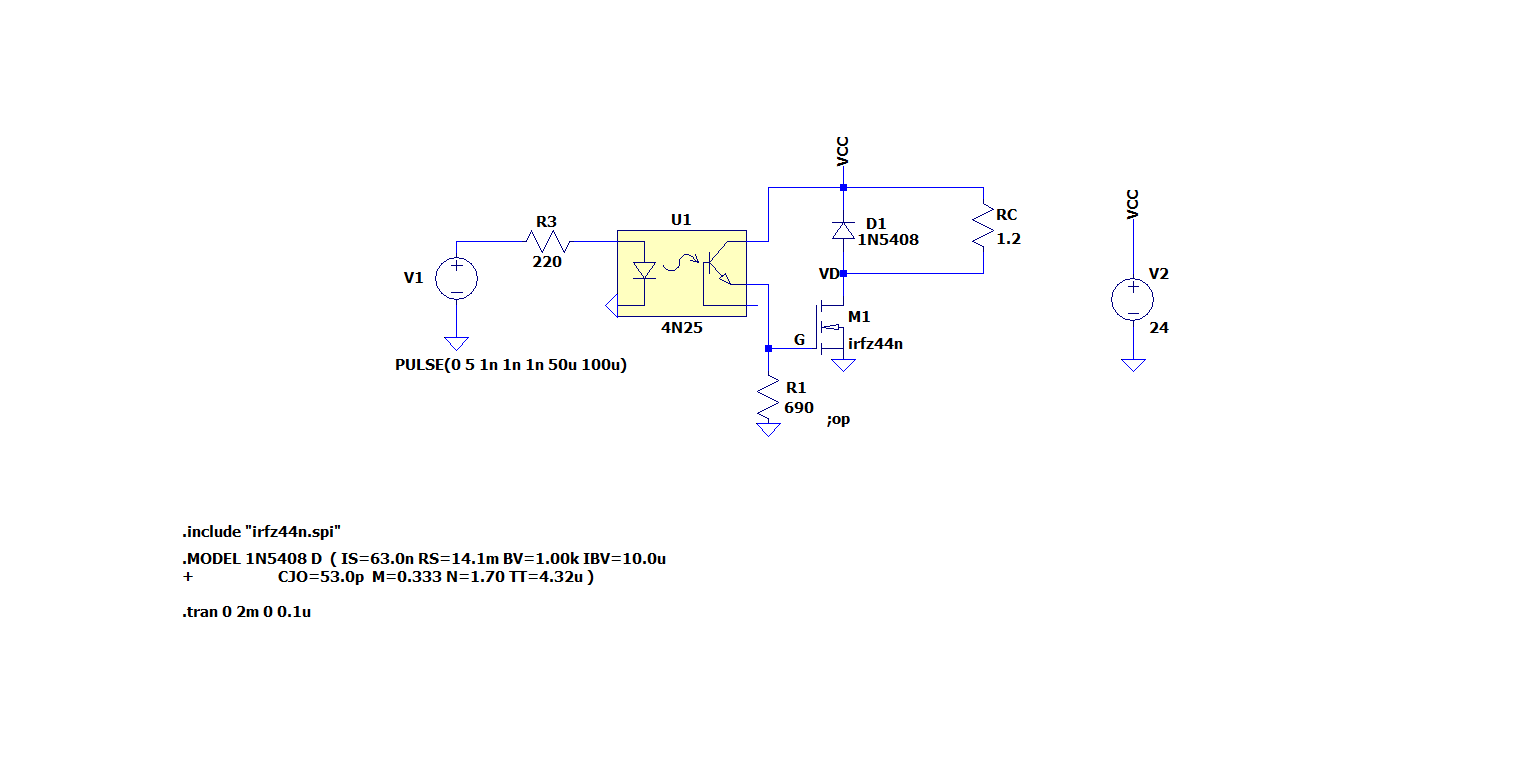 VCC
R3
220
U1
4N25
V1
PULSE(0 5 1n 1n 1n 50u 100u)
D1
1N5408
RC
1.2
VD
M1
irfz44n
G
R1
690
;op
VCC
V2
24
.include "irfz44n.spi"
.MODEL 1N5408 D ( IS=63.0n RS=14.1m BV=1.00k IBV=10.0u
+ CJO=53.0p M=0.333 N=1.70 TT=4.32u )
.tran 0 2m 0 0.1u